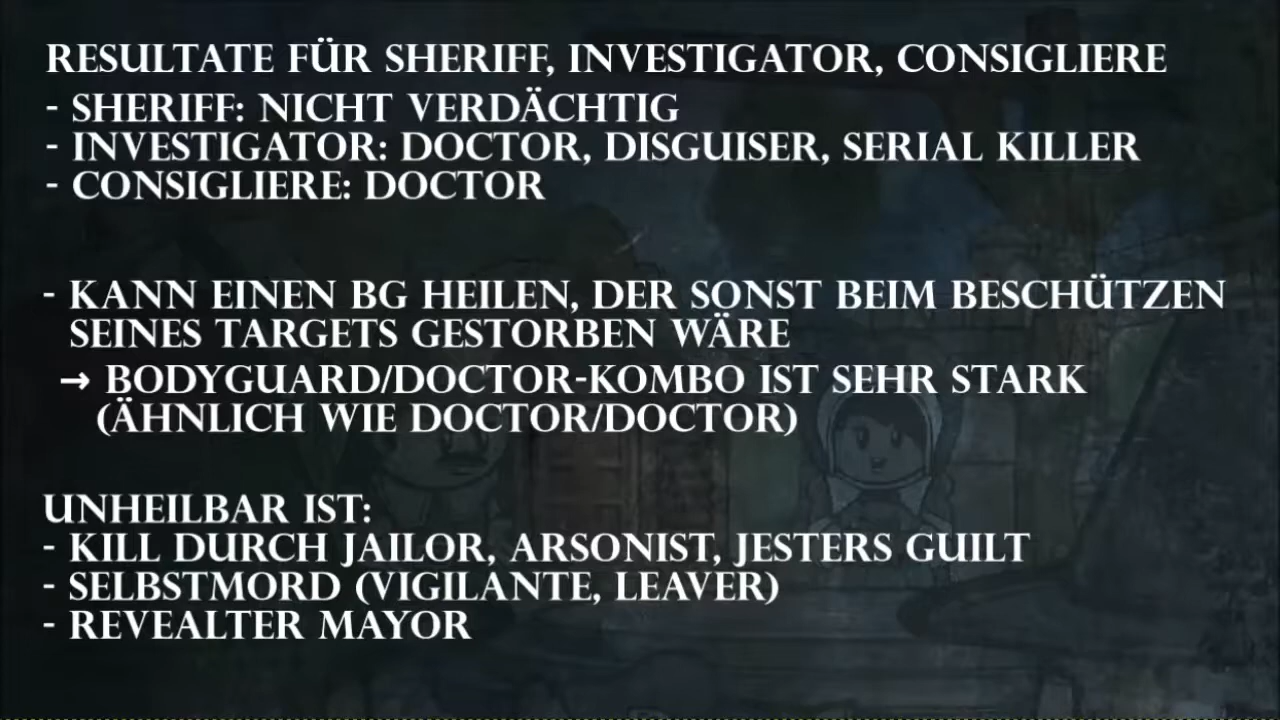 RESULTATE FÜR SHERIFF, INVESTIGATOR, CONSIGLIERE
- SHERIFF: NICHT VERDÄCHTIG
- INVESTIGATOR: DOCTOR, DISGUISER, SERIAL KILLER
- CONSIGLIERE: DOCTOR
- KANN EINEN BG HEILEN, DER SONST BEIM BESCHÜTZEN
SEINES TARGETS GESTORBEN WÄRE
→ BODYGUARD/DOCTOR-KOMBO IST SEHR STARK
(ÄHNLICH WIE DOCTOR/DOCTOR)
UNHEILBAR IST:
- KILL DURCH JAILOR, ARSONIST, JESTERS GUILT
- SELBSTMORD (VIGILANTE, LEAVER)
- REVEALTER MAYOR